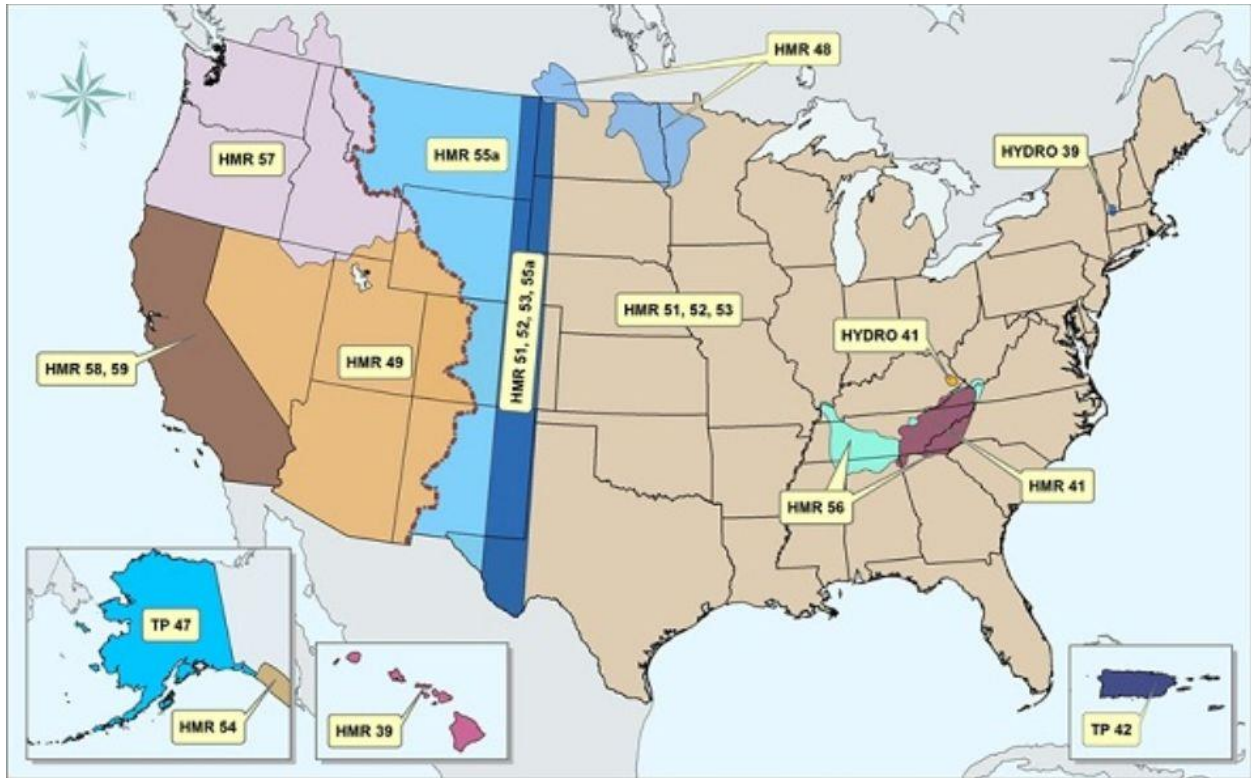 N
W
E
S
HMR 48
HMR 57
HMR 55a
HYDRO 39
HMR 51, 52, 53, 55a
HMR 51, 52, 53
HYDRO 41
HMR 58, 59
HMR 49
HMR 41
HMR 56
TP 47
HMR 54
HMR 39
TP 42